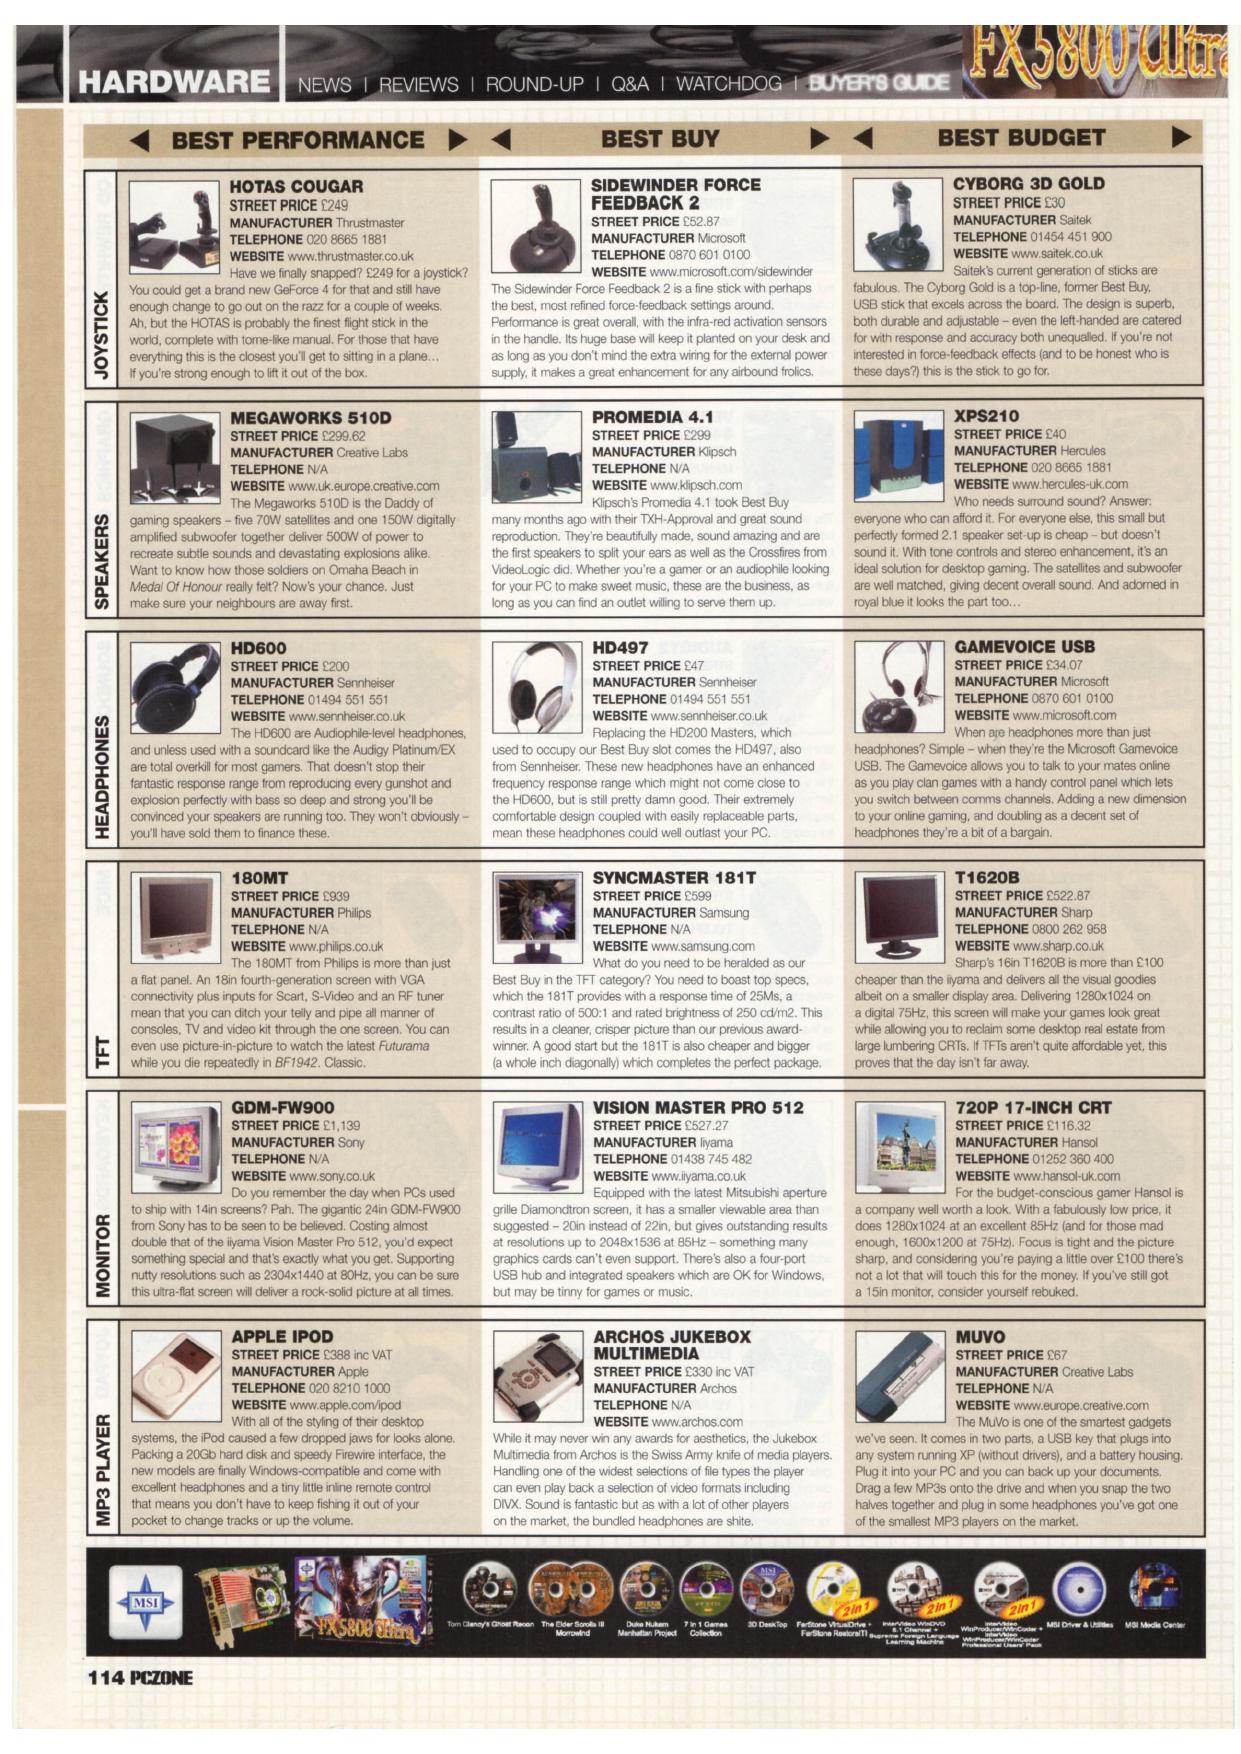 HARDWARE
NEWS | REVIEWS | ROUND-UP | Q&A | WATCHDOG | BUYER'S GUIDE
FX5800 Ultra
BEST PERFORMANCE
BEST BUY
BEST BUDGET
JOYSTICK
HOTAS COUGAR
STREET PRICE £249
MANUFACTURER Thrustmaster
TELEPHONE 020 8665 1881
WEBSITE www.thrustmaster.co.uk
Have we finally snapped? £249 for a joystick?
You could get a brand new GeForce 4 for that and still have
enough change to go out on the razz for a couple of weeks.
Ah, but the HOTAS is probably the finest flight stick in the
world, complete with tome-like manual. For those that have
everything this is the closest you'll get to sitting in a plane...
If you're strong enough to lift it out of the box.
SIDEWINDER FORCE
FEEDBACK 2
STREET PRICE £52.87
MANUFACTURER Microsoft
TELEPHONE 0870 601 0100
WEBSITE www.microsoft.com/sidewinder
The Sidewinder Force Feedback 2 is a fine stick with perhaps
the best, most refined force-feedback settings around.
Performance is great overall, with the infra-red activation sensors
in the handle. Its huge base will keep it planted on your desk and
as long as you don't mind the extra wiring for the external power
supply, it makes a great enhancement for any airbound frolics.
CYBORG 3D GOLD
STREET PRICE £30
MANUFACTURER Saitek
TELEPHONE 01454 451 900
WEBSITE www.saitek.co.uk
Saitek's current generation of sticks are
fabulous. The Cyborg Gold is a top-line, former Best Buy,
USB stick that excels across the board. The design is superb,
both durable and adjustable – even the left-handed are catered
for with response and accuracy both unequalled. If you're not
interested in force-feedback effects (and to be honest who is
these days?) this is the stick to go for.
SPEAKERS
MEGAWORKS 510D
STREET PRICE £299.62
MANUFACTURER Creative Labs
TELEPHONE N/A
WEBSITE www.uk.europe.creative.com
The Megaworks 510D is the Daddy of
gaming speakers – five 70W satellites and one 150W digitally
amplified subwoofer together deliver 500W of power to
recreate subtle sounds and devastating explosions alike.
Want to know how those soldiers on Omaha Beach in
Medal Of Honour really felt? Now's your chance. Just
make sure your neighbours are away first.
PROMEDIA 4.1
STREET PRICE £299
MANUFACTURER Klipsch
TELEPHONE N/A
WEBSITE www.klipsch.com
Klipsch's Promedia 4.1 took Best Buy
many months ago with their TXH-Approval and great sound
reproduction. They're beautifully made, sound amazing and are
the first speakers to split your ears as well as the Crossfires from
VideoLogic did. Whether you're a gamer or an audiophile looking
for your PC to make sweet music, these are the business, as
long as you can find an outlet willing to serve them up.
XPS210
STREET PRICE £40
MANUFACTURER Hercules
TELEPHONE 020 8665 1881
WEBSITE www.hercules-uk.com
Who needs surround sound? Answer:
everyone who can afford it. For everyone else, this small but
perfectly formed 2.1 speaker set-up is cheap – but doesn't
sound it. With tone controls and stereo enhancement, it's an
ideal solution for desktop gaming. The satellites and subwoofer
are well matched, giving decent overall sound. And adorned in
royal blue it looks the part too...
HEADPHONES
HD600
STREET PRICE £200
MANUFACTURER Sennheiser
TELEPHONE 01494 551 551
WEBSITE www.sennheiser.co.uk
The HD600 are Audiophile-level headphones,
and unless used with a soundcard like the Audigy Platinum/EX
are total overkill for most gamers. That doesn't stop their
fantastic response range from reproducing every gunshot and
explosion perfectly with bass so deep and strong you'll be
convinced your speakers are running too. They won't obviously –
you'll have sold them to finance these.
HD497
STREET PRICE £47
MANUFACTURER Sennheiser
TELEPHONE 01494 551 551
WEBSITE www.sennheiser.co.uk
Replacing the HD200 Masters, which
used to occupy our Best Buy slot comes the HD497, also
from Sennheiser. These new headphones have an enhanced
frequency response range which might not come close to
the HD600, but is still pretty damn good. Their extremely
comfortable design coupled with easily replaceable parts,
mean these headphones could well outlast your PC.
GAMEVOICE USB
STREET PRICE £34.07
MANUFACTURER Microsoft
TELEPHONE 0870 601 0100
WEBSITE www.microsoft.com
When are headphones more than just
headphones? Simple – when they're the Microsoft Gamevoice
USB. The Gamevoice allows you to talk to your mates online
as you play clan games with a handy control panel which lets
you switch between comms channels. Adding a new dimension
to your online gaming, and doubling as a decent set of
headphones they're a bit of a bargain.
TFT
180MT
STREET PRICE £939
MANUFACTURER Philips
TELEPHONE N/A
WEBSITE www.philips.co.uk
The 180MT from Philips is more than just
a flat panel. An 18in fourth-generation screen with VGA
connectivity plus inputs for Scart, S-Video and an RF tuner
mean that you can ditch your telly and pipe all manner of
consoles, TV and video kit through the one screen. You can
even use picture-in-picture to watch the latest Futurama
while you die repeatedly in BF1942. Classic.
SYNCMASTER 181T
STREET PRICE £599
MANUFACTURER Samsung
TELEPHONE N/A
WEBSITE www.samsung.com
What do you need to be heralded as our
Best Buy in the TFT category? You need to boast top specs,
which the 181T provides with a response time of 25Ms, a
contrast ratio of 500:1 and rated brightness of 250 cd/m2. This
results in a cleaner, crisper picture than our previous award-
winner. A good start but the 181T is also cheaper and bigger
(a whole inch diagonally) which completes the perfect package.
T1620B
STREET PRICE £522.87
MANUFACTURER Sharp
TELEPHONE 0800 262 958
WEBSITE www.sharp.co.uk
Sharp's 16in T1620B is more than £100
cheaper than the iiyama and delivers all the visual goodies
albeit on a smaller display area. Delivering 1280x1024 on
a digital 75Hz, this screen will make your games look great
while allowing you to reclaim some desktop real estate from
large lumbering CRTs. If TFTs aren't quite affordable yet, this
proves that the day isn't far away.
MONITOR
GDM-FW900
STREET PRICE £1,139
MANUFACTURER Sony
TELEPHONE N/A
WEBSITE www.sony.co.uk
Do you remember the day when PCs used
to ship with 14in screens? Pah. The gigantic 24in GDM-FW900
from Sony has to be seen to be believed. Costing almost
double that of the iiyama Vision Master Pro 512, you'd expect
something special and that's exactly what you get. Supporting
nutty resolutions such as 2304x1440 at 80Hz, you can be sure
this ultra-flat screen will deliver a rock-solid picture at all times.
VISION MASTER PRO 512
STREET PRICE £527.27
MANUFACTURER Iiyama
TELEPHONE 01438 745 482
WEBSITE www.iiyama.co.uk
Equipped with the latest Mitsubishi aperture
grille Diamondtron screen, it has a smaller viewable area than
suggested – 20in instead of 22in, but gives outstanding results
at resolutions up to 2048x1536 at 85Hz – something many
graphics cards can't even support. There's also a four-port
USB hub and integrated speakers which are OK for Windows,
but may be tinny for games or music.
720P 17-INCH CRT
STREET PRICE £116.32
MANUFACTURER Hansol
TELEPHONE 01252 360 400
WEBSITE www.hansol-uk.com
For the budget-conscious gamer Hansol is
a company well worth a look. With a fabulously low price, it
does 1280x1024 at an excellent 85Hz (and for those mad
enough, 1600x1200 at 75Hz). Focus is tight and the picture
sharp, and considering you're paying a little over £100 there's
not a lot that will touch this for the money. If you've still got
a 15in monitor, consider yourself rebuked.
MP3 PLAYER
APPLE IPOD
STREET PRICE £388 inc VAT
MANUFACTURER Apple
TELEPHONE 020 8210 1000
WEBSITE www.apple.com/ipod
With all of the styling of their desktop
systems, the iPod caused a few dropped jaws for looks alone.
Packing a 20Gb hard disk and speedy Firewire interface, the
new models are finally Windows-compatible and come with
excellent headphones and a tiny little inline remote control
that means you don't have to keep fishing it out of your
pocket to change tracks or up the volume.
ARCHOS JUKEBOX
MULTIMEDIA
STREET PRICE £330 inc VAT
MANUFACTURER Archos
TELEPHONE N/A
WEBSITE www.archos.com
While it may never win any awards for aesthetics, the Jukebox
Multimedia from Archos is the Swiss Army knife of media players.
Handling one of the widest selections of file types the player
can even play back a selection of video formats including
DIVX. Sound is fantastic but as with a lot of other players
on the market, the bundled headphones are shite.
MUVO
STREET PRICE £67
MANUFACTURER Creative Labs
TELEPHONE N/A
WEBSITE www.europe.creative.com
The MuVo is one of the smartest gadgets
we've seen. It comes in two parts, a USB key that plugs into
any system running XP (without drivers), and a battery housing.
Plug it into your PC and you can back up your documents.
Drag a few MP3s onto the drive and when you snap the two
halves together and plug in some headphones you've got one
of the smallest MP3 players on the market.
MSI
FX5800 Ultra
Tom Clancy's Ghost Recon
The Elder Scrolls III
Morrowind
Duke Nukem
Manhattan Project
7 in 1 Games
Collection
3D DeskTop
2in1
FarStone VirtualDrive +
FarStone RestoreIT!
2in1
InterVideo WinDVD
5.1 Channel +
Supreme Foreign Language
Learning Machine
2in1
InterVideo
WinProducer/WinCoder +
InterVideo
WinProducer/WinCoder
Professional Users' Pack
MSI Driver & Utilities
MSI Media Center
114 PCZONE